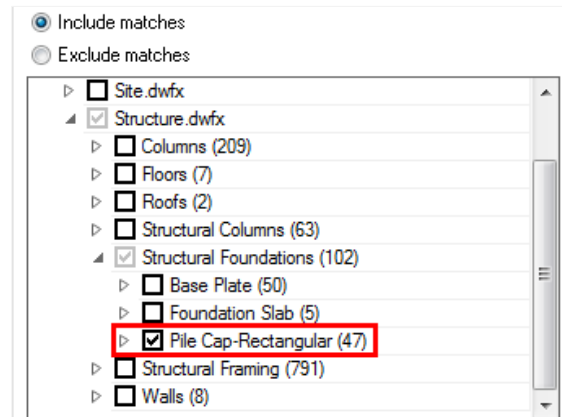 Include matches
Exclude matches
Site.dwfx
Structure.dwfx
Columns (209)
Floors (7)
Roofs (2)
Structural Columns (63)
Structural Foundations (102)
Base Plate (50)
Foundation Slab (5)
Pile Cap-Rectangular (47)
Structural Framing (791)
Walls (8)